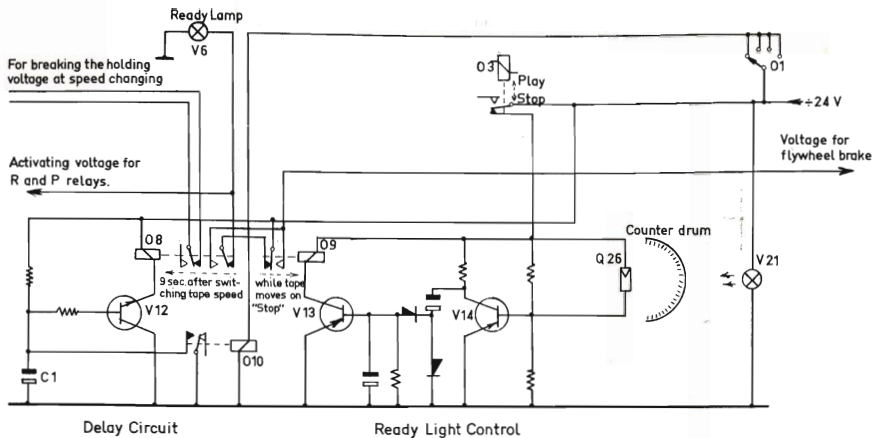 Ready Lamp
V6
For breaking the holding
voltage at speed changing
O3
Play
Stop
O1
÷24 V
Activating voltage for
R and P relays.
Voltage for
flywheel brake
Counter drum
O8
O9
Q26
V21
9 sec. after swit-
ching tape speed
while tape
moves on
"Stop"
V12
V13
V14
O10
C1
Delay Circuit
Ready Light Control